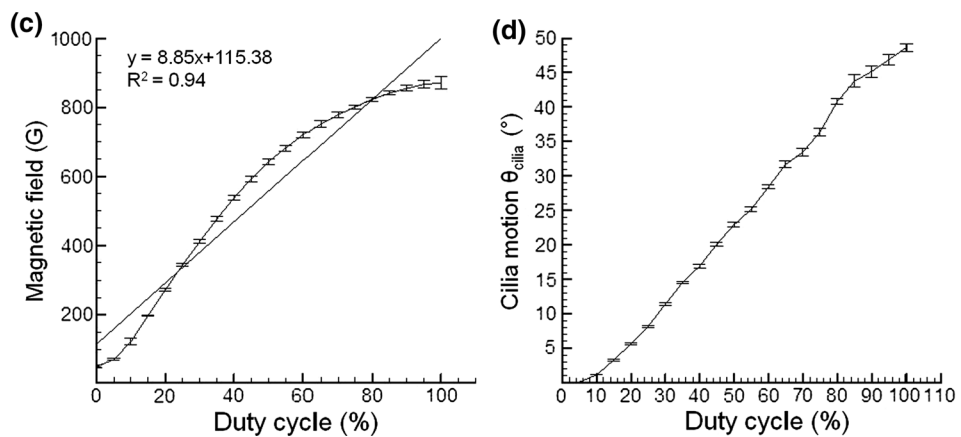 (c)
y = 8.85x+115.38
R² = 0.94
Magnetic field (G)
1000
800
600
400
200
0 20 40 60 80 100
Duty cycle (%)
(d)
Cilia motion θcilia (°)
50
45
40
35
30
25
20
15
10
5
0 10 20 30 40 50 60 70 80 90 100 110
Duty cycle (%)